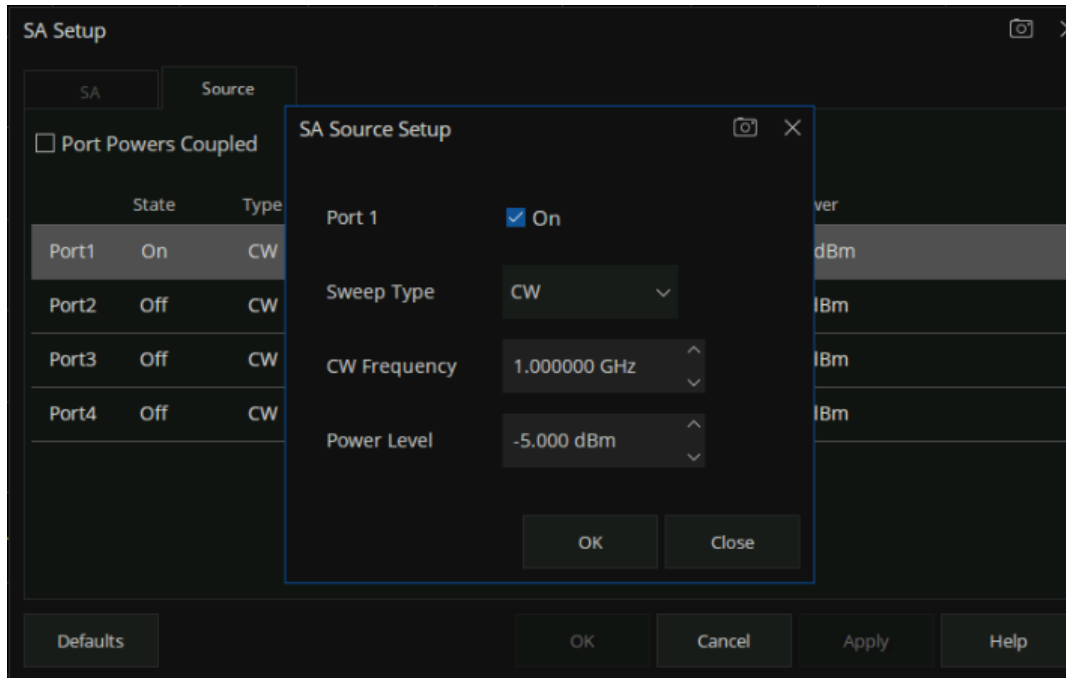 SA Setup
SA Source
Port Powers Coupled
SA Source Setup
State Type
Port1 On CW dBm
Port2 Off CW
Port3 Off CW
Port4 Off CW
Port 1 On
Sweep Type CW
CW Frequency 1.000000 GHz
Power Level -5.000 dBm
OK Close
Defaults OK Cancel Apply Help